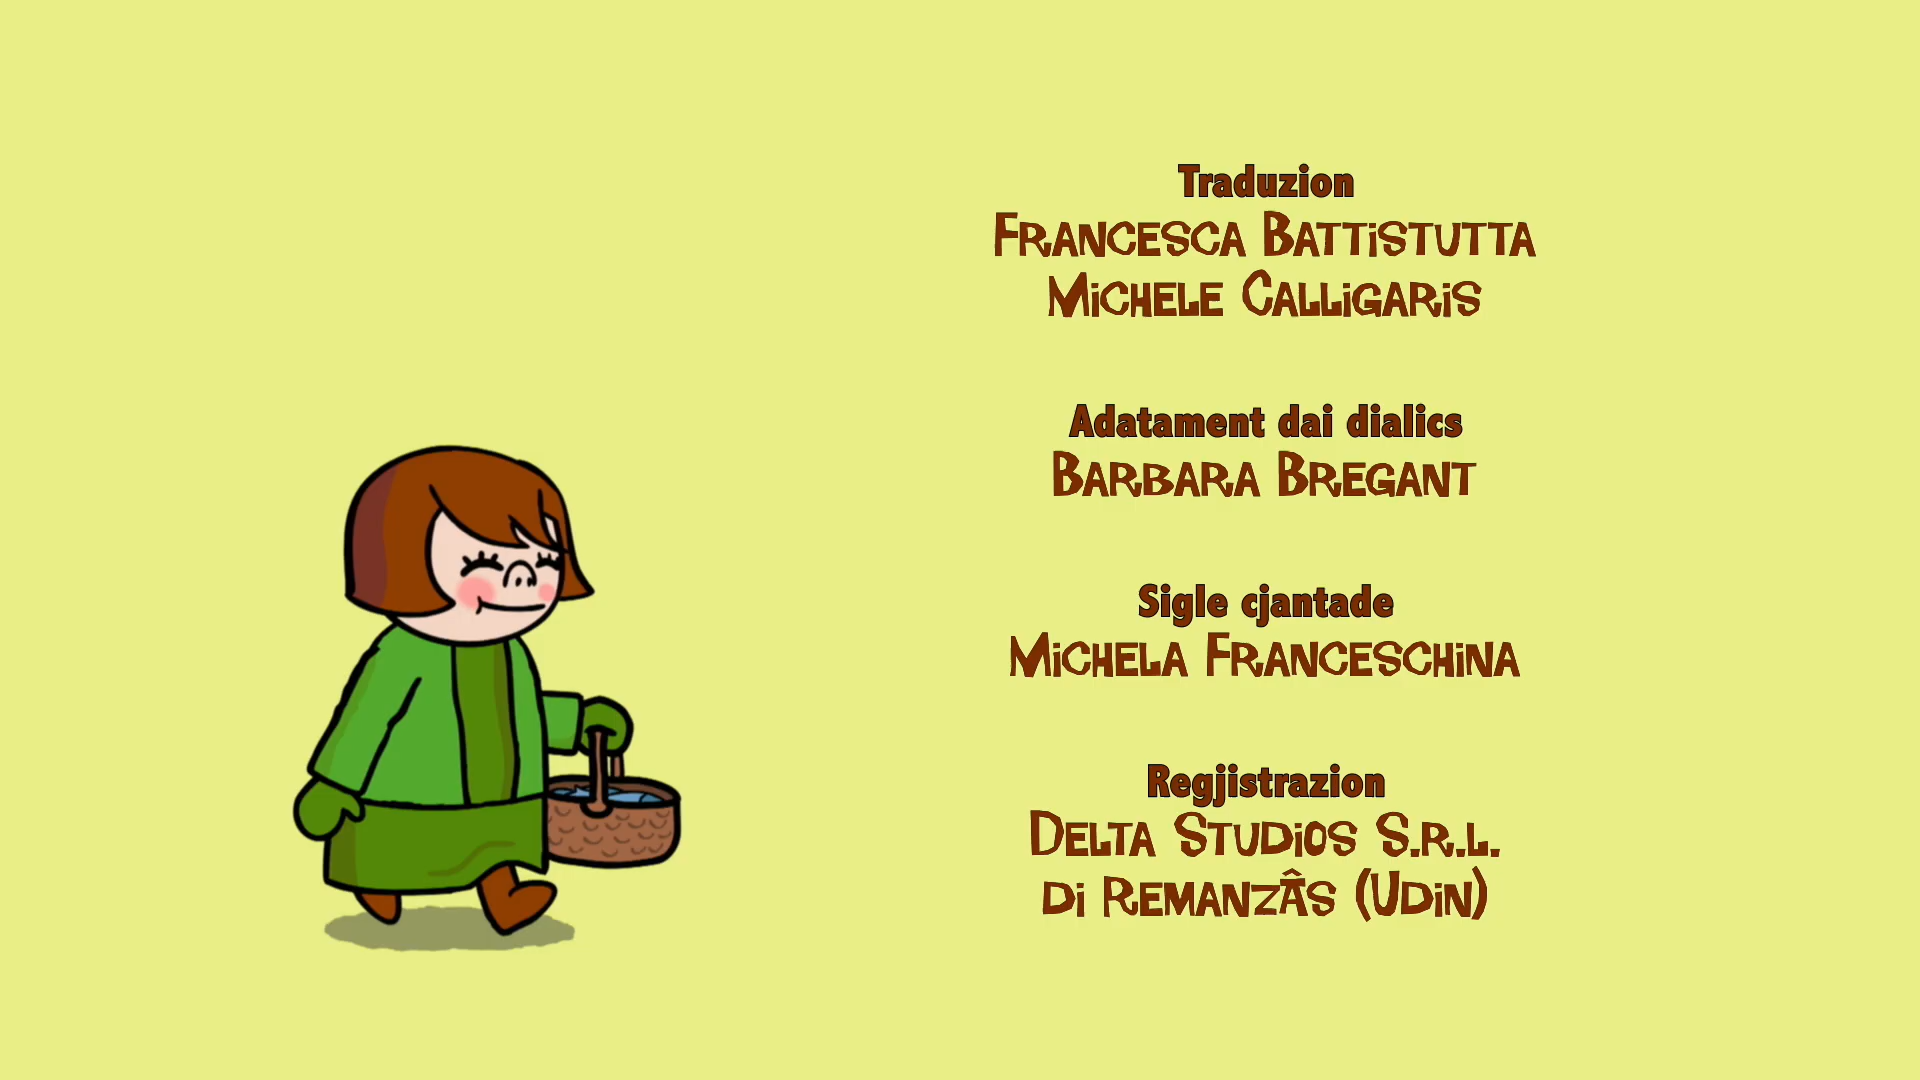 Traduzion
Francesca Battistutta
Michele Calligaris
Adatament dai dialics
Barbara Bregant
Sigle cjantade
Michela Franceschina
Regjistrazion
Delta Studios S.r.l.
di Remanzâs (Udin)